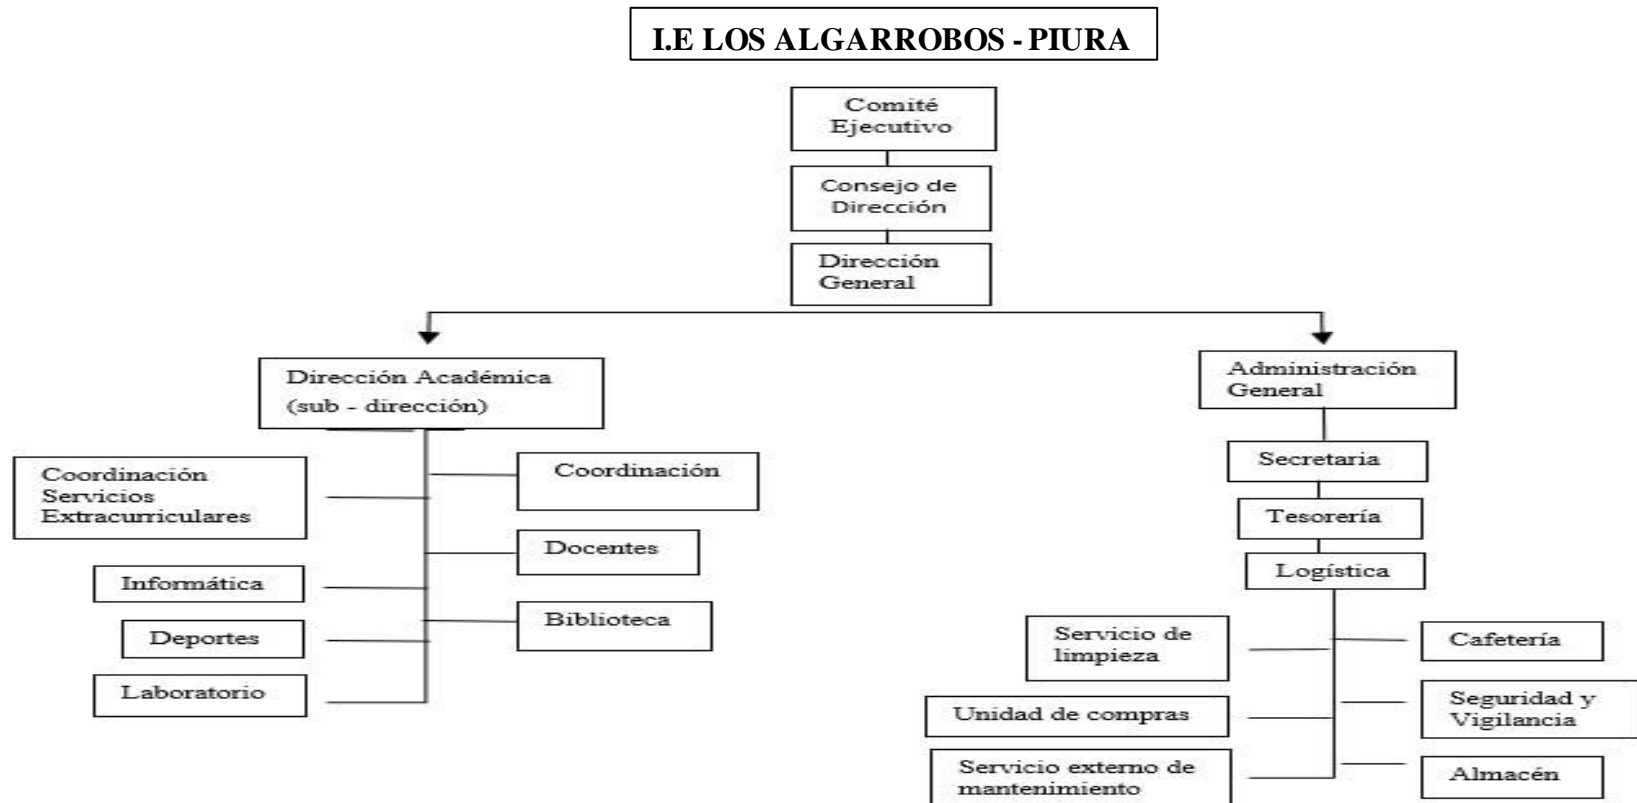 I.E LOS ALGARROBOS - PIURA
Comité
Ejecutivo
Consejo de
Dirección
Dirección
General
Dirección Académica
(sub - dirección)
Administración
General
Coordinación
Servicios
Extracurriculares
Coordinación
Docentes
Informática
Biblioteca
Deportes
Laboratorio
Secretaria
Tesorería
Logística
Servicio de
limpieza
Cafetería
Unidad de compras
Seguridad y
Vigilancia
Servicio externo de
mantenimiento
Almacén